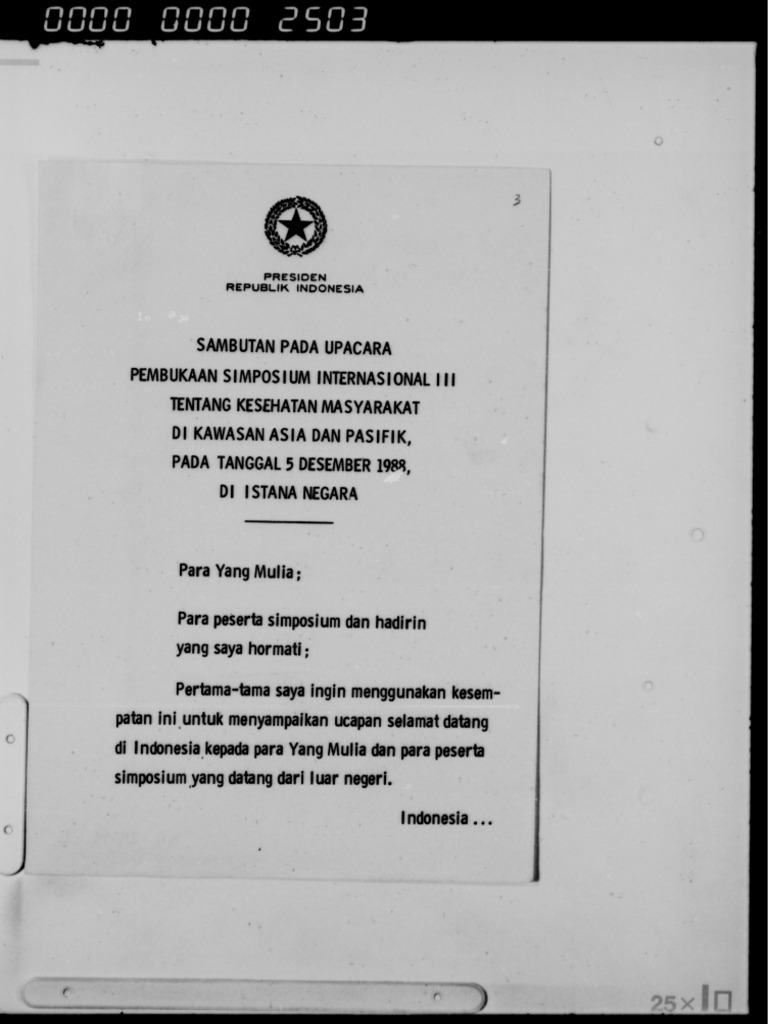 0000 0000 2503
3
PRESIDEN
REPUBLIK INDONESIA
SAMBUTAN PADA UPACARA
PEMBUKAAN SIMPOSIUM INTERNASIONAL III
TENTANG KESEHATAN MASYARAKAT
DI KAWASAN ASIA DAN PASIFIK,
PADA TANGGAL 5 DESEMBER 1988,
DI ISTANA NEGARA
Para Yang Mulia;
Para peserta simposium dan hadirin
yang saya hormati;
Pertama-tama saya ingin menggunakan kesem-
patan ini untuk menyampaikan ucapan selamat datang
di Indonesia kepada para Yang Mulia dan para peserta
simposium yang datang dari luar negeri.
Indonesia ...
25×